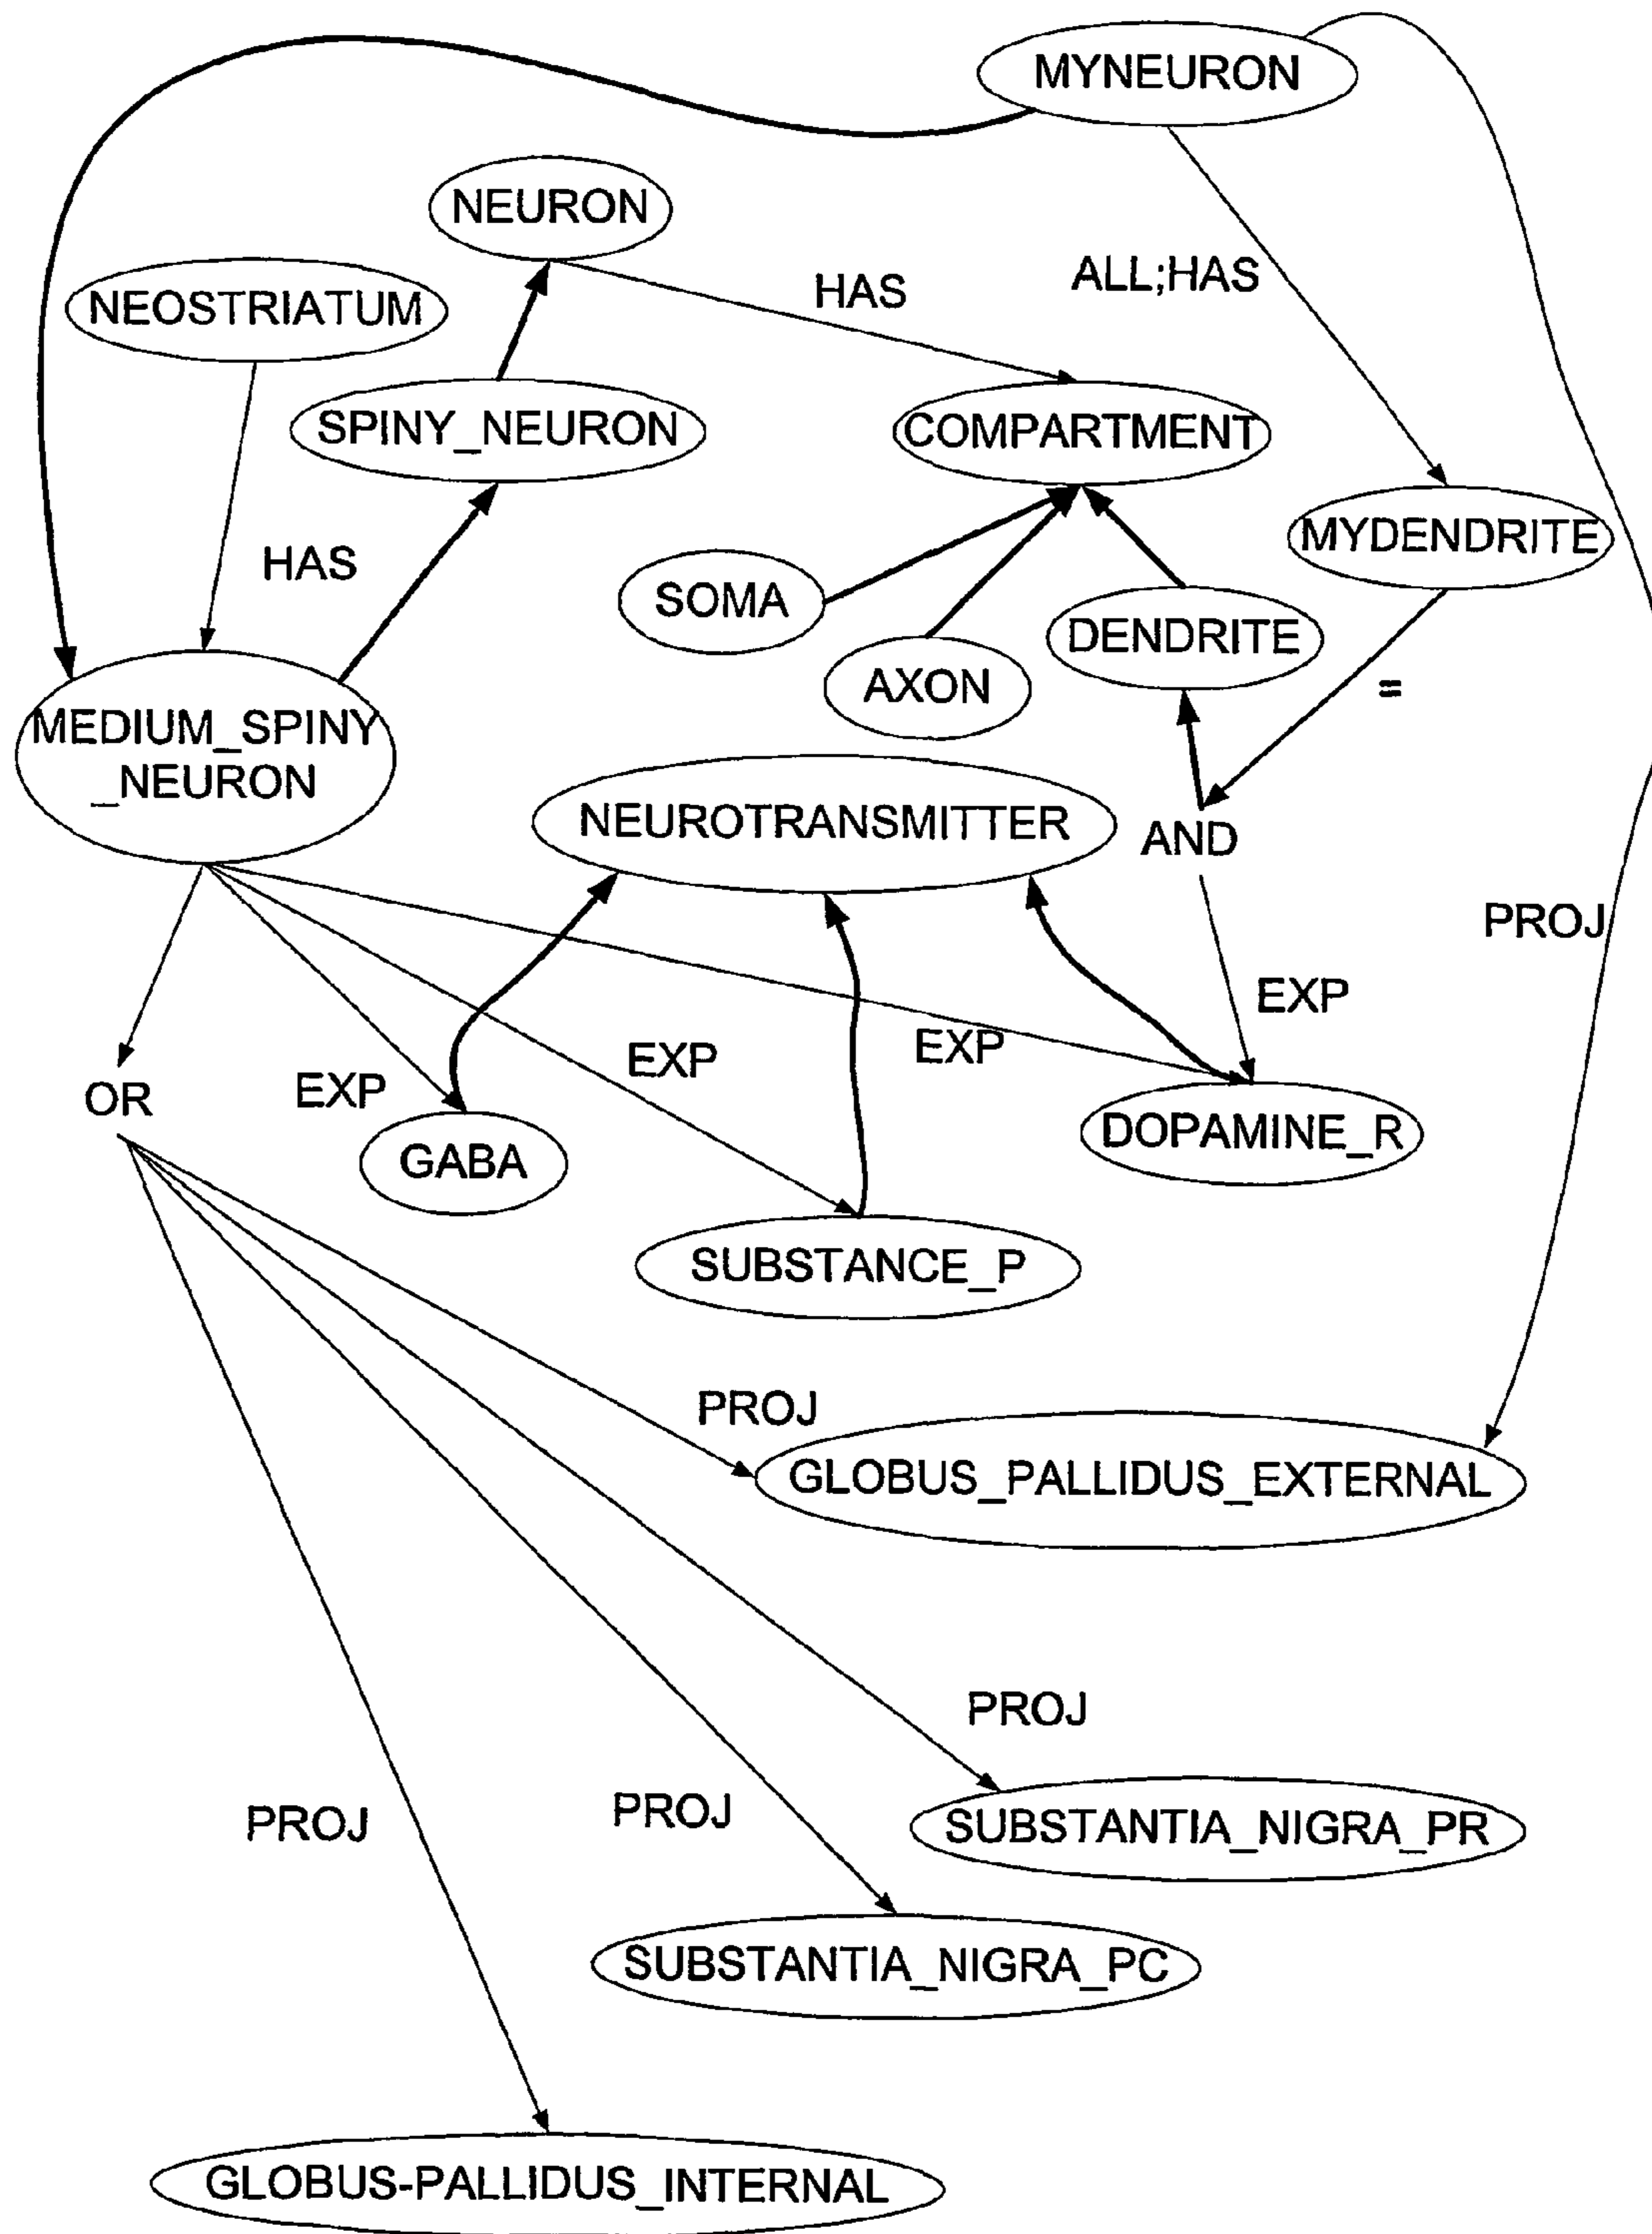 MYNEURON
NEURON
NEOSTRIATUM
HAS
ALL;HAS
SPINY_NEURON
COMPARTMENT
MYDENDRITE
HAS
SOMA
DENDRITE
AXON
=
MEDIUM_SPINY
_NEURON
NEUROTRANSMITTER
AND
PROJ
EXP
EXP
EXP
EXP
OR
GABA
DOPAMINE_R
SUBSTANCE_P
PROJ
GLOBUS_PALLIDUS_EXTERNAL
PROJ
PROJ
PROJ
SUBSTANTIA_NIGRA_PR
SUBSTANTIA_NIGRA_PC
GLOBUS-PALLIDUS_INTERNAL